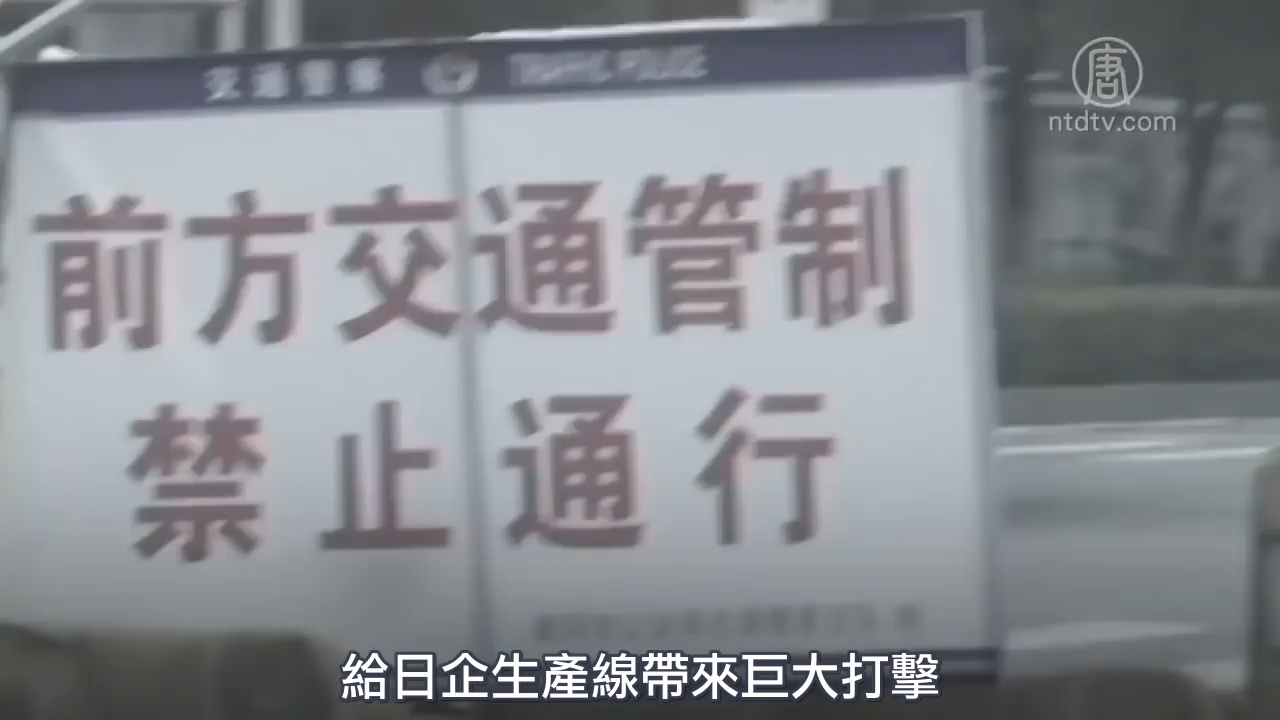 交通警察 TRAFFIC POLICE
唐
ntdtv.com
前方交通管制
禁止通行
給日企生產線帶來巨大打擊